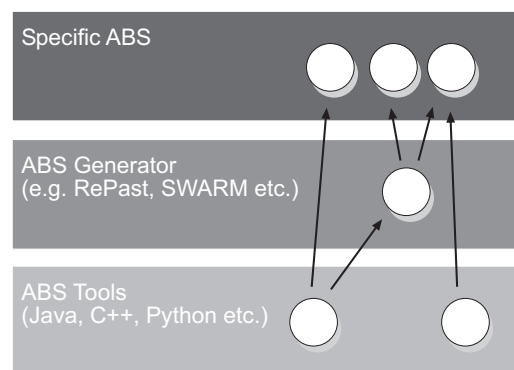 Specific ABS
ABS Generator
(e.g. RePast, SWARM etc.)
ABS Tools
(Java, C++, Python etc.)